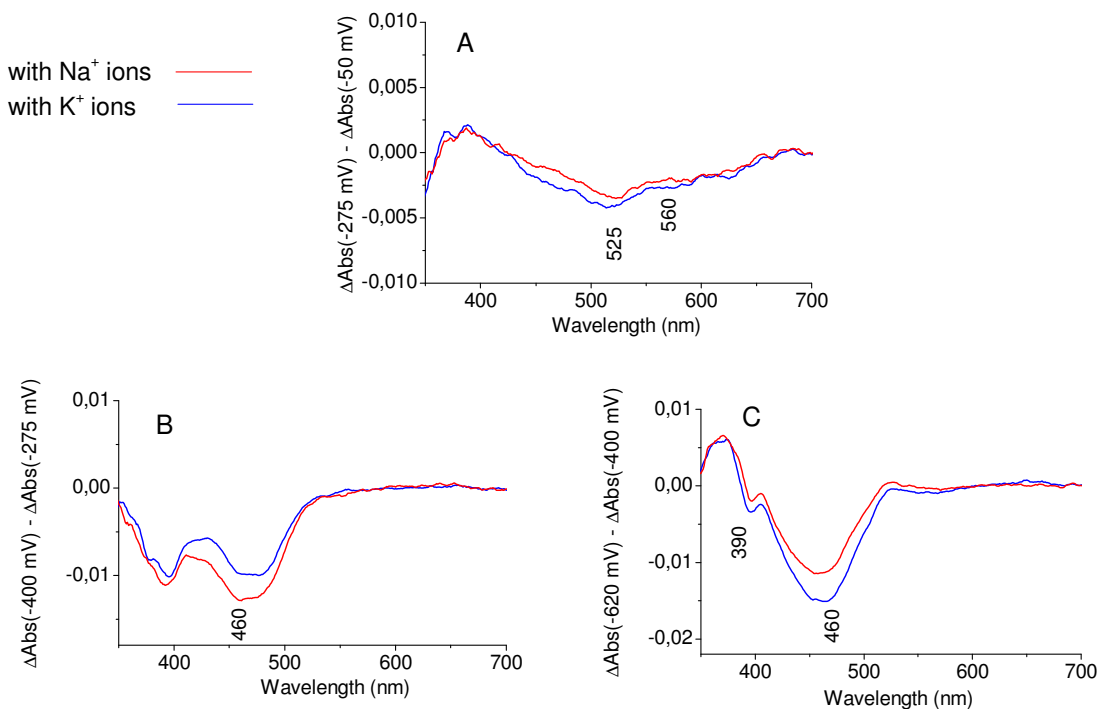 with Na⁺ ions
with K⁺ ions
A
ΔAbs(-275 mV) - ΔAbs(-50 mV)
0,010
0,005
0,000
-0,005
-0,010
525
560
400
500
600
700
Wavelength (nm)
B
ΔAbs(-400 mV) - ΔAbs(-275 mV)
0,01
0,00
-0,01
460
400
500
600
700
Wavelength (nm)
C
ΔAbs(-620 mV) - ΔAbs(-400 mV)
0,01
0,00
-0,01
-0,02
390
460
400
500
600
700
Wavelength (nm)